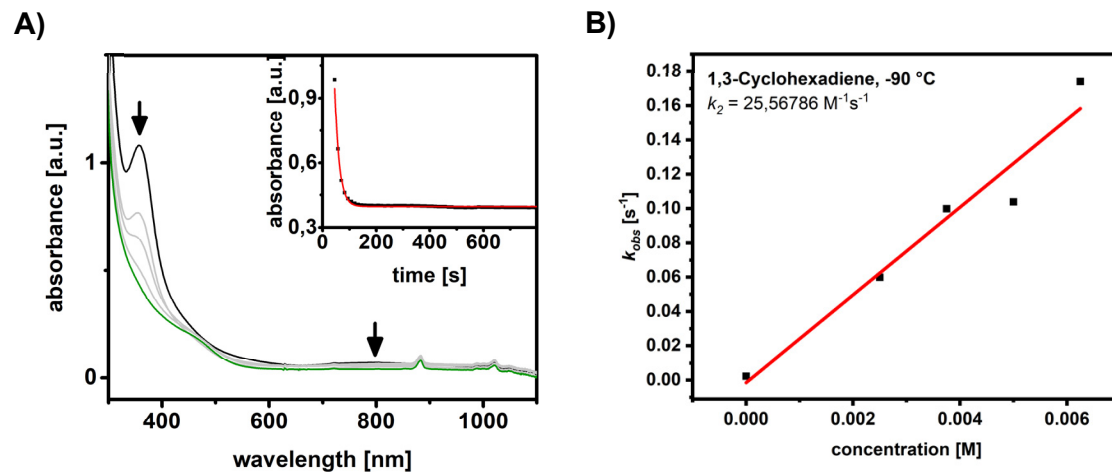 A)
absorbance [a.u.]
1
0
400
600
800
1000
wavelength [nm]
absorbance [a.u.]
0,9
0,6
0,3
0
200
400
600
time [s]
B)
1,3-Cyclohexadiene, -90 °C
k2 = 25,56786 M-1s-1
kobs [s-1]
0.18
0.16
0.14
0.12
0.10
0.08
0.06
0.04
0.02
0.00
0.000
0.002
0.004
0.006
concentration [M]